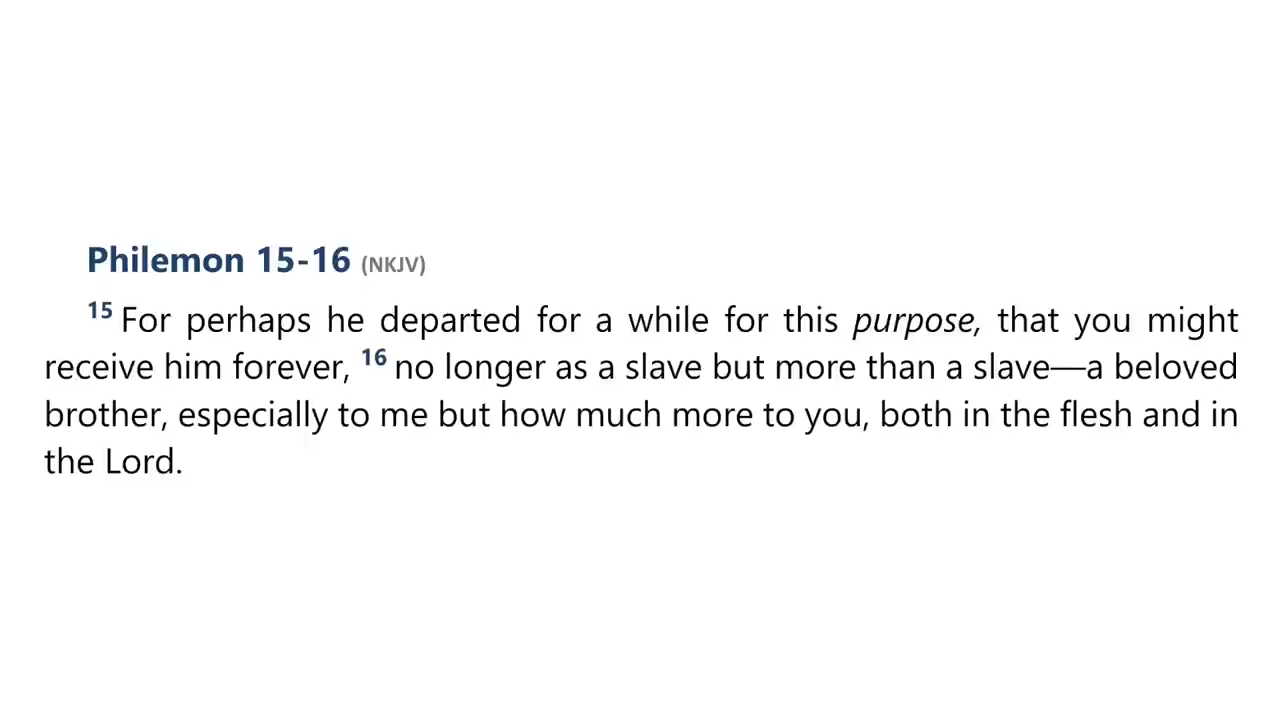 Philemon 15-16 (NKJV)
15 For perhaps he departed for a while for this purpose, that you might
receive him forever, 16 no longer as a slave but more than a slave—a beloved
brother, especially to me but how much more to you, both in the flesh and in
the Lord.